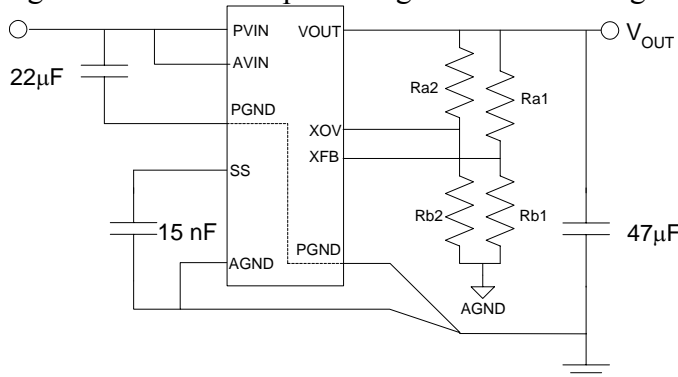 PVIN
VOUT
V_OUT
AVIN
22μF
PGND
Ra2
Ra1
XOV
XFB
SS
Rb2
Rb1
15 nF
47μF
PGND
AGND
AGND